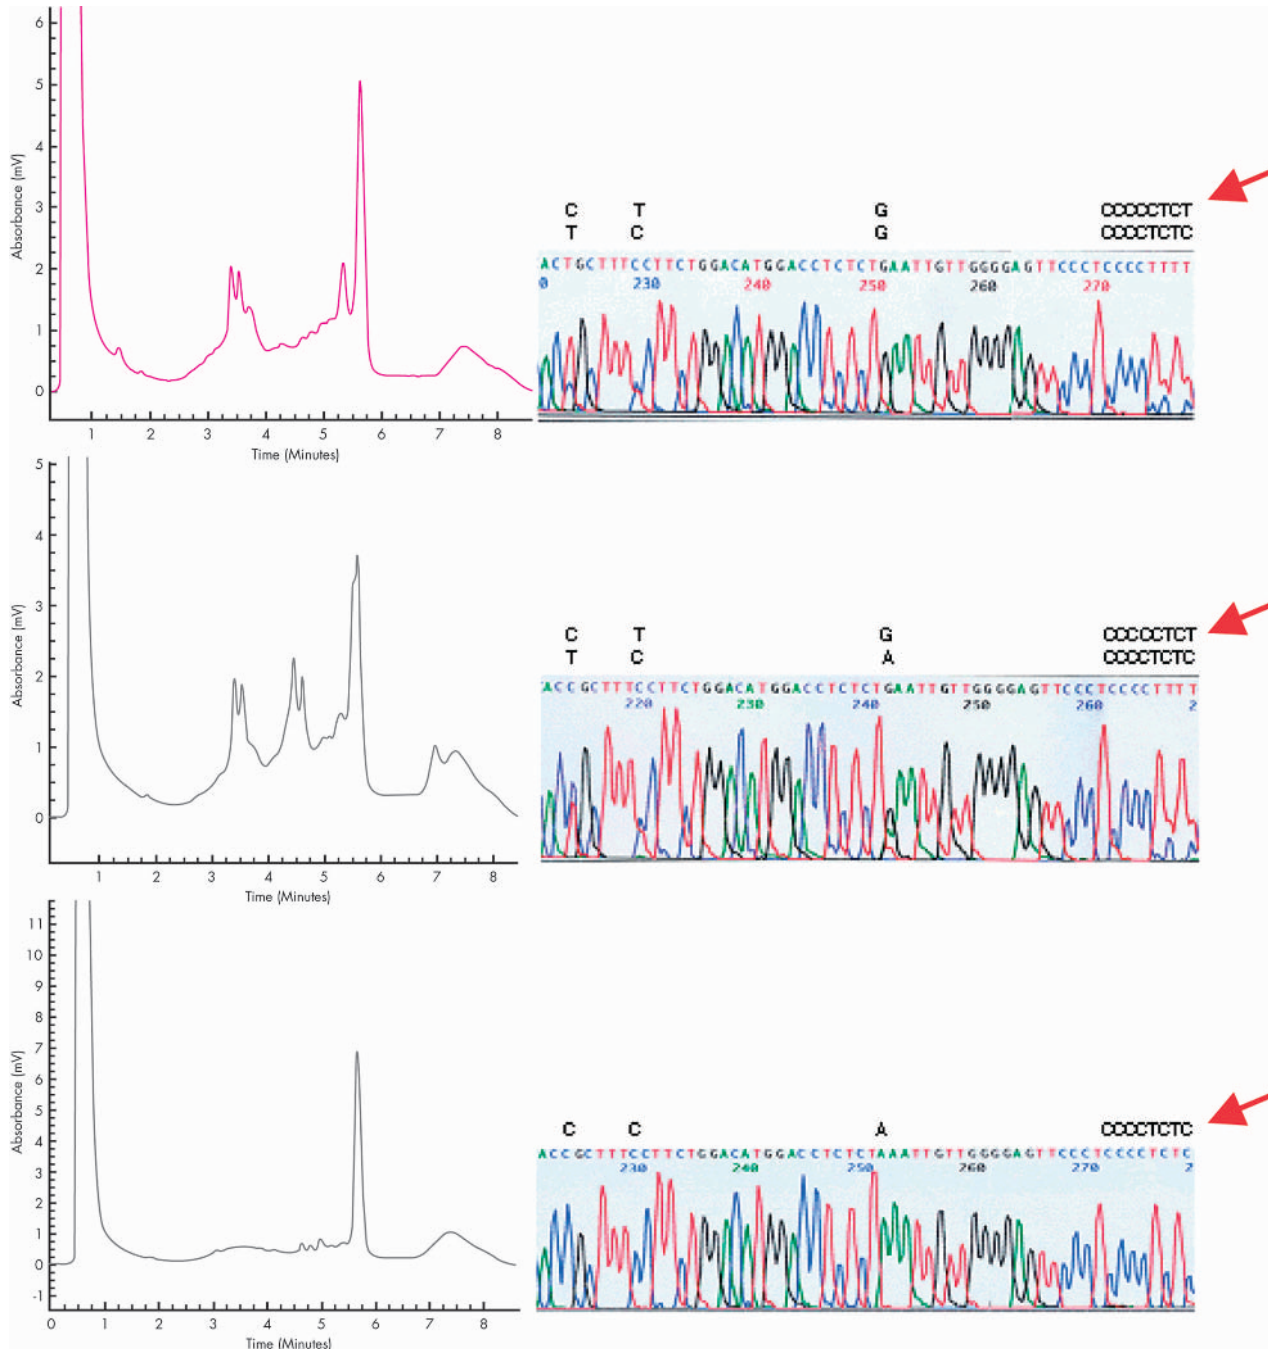 6
5
4
3
2
1
0
Absorbance (mV)
1 2 3 4 5 6 7 8
Time (Minutes)
C T G CCCCCTCT
T C G CCCCTCTC
ACTGCTTTCCTTCTGGACATGGACCTCTCTGAATTGTTGGGGAGTTCCCTCCCCTTTT
0 230 240 250 260 270
5
4
3
2
1
0
Absorbance (mV)
1 2 3 4 5 6 7 8
Time (Minutes)
C T G CCCCCTCT
T C A CCCCTCTC
ACCGCTTTCCTTCTGGACATGGACCTCTCTGAATTGTTGGGGAGTTCCCTCCCCTTTT
220 230 240 250 260 2
11
10
9
8
7
6
5
4
3
2
1
0
-1
Absorbance (mV)
0 1 2 3 4 5 6 7 8
Time (Minutes)
C C A CCCCTCTC
ACCGCTTTCCTTCTGGACATGGACCTCTCTAAATTGTTGGGGAGTTCCCTCCCCTCTC
230 240 250 260 270 2